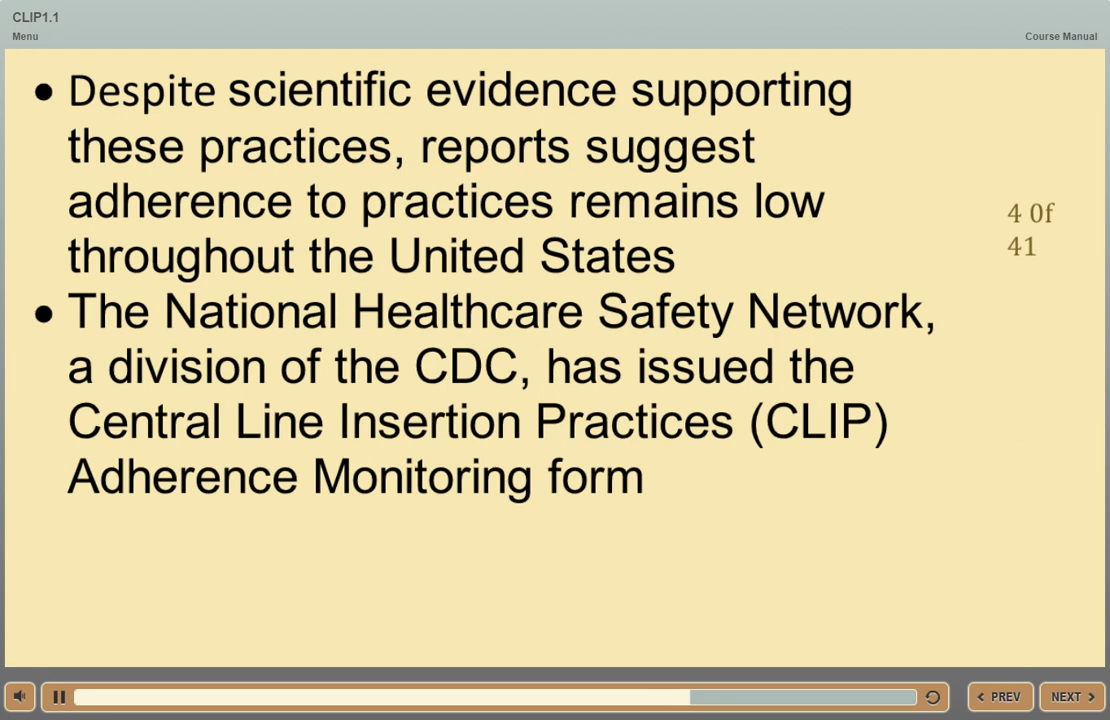 CLIP1.1
Menu
Course Manual
• Despite scientific evidence supporting
these practices, reports suggest
adherence to practices remains low
throughout the United States
• The National Healthcare Safety Network,
a division of the CDC, has issued the
Central Line Insertion Practices (CLIP)
Adherence Monitoring form
4 0f
41
PREV
NEXT